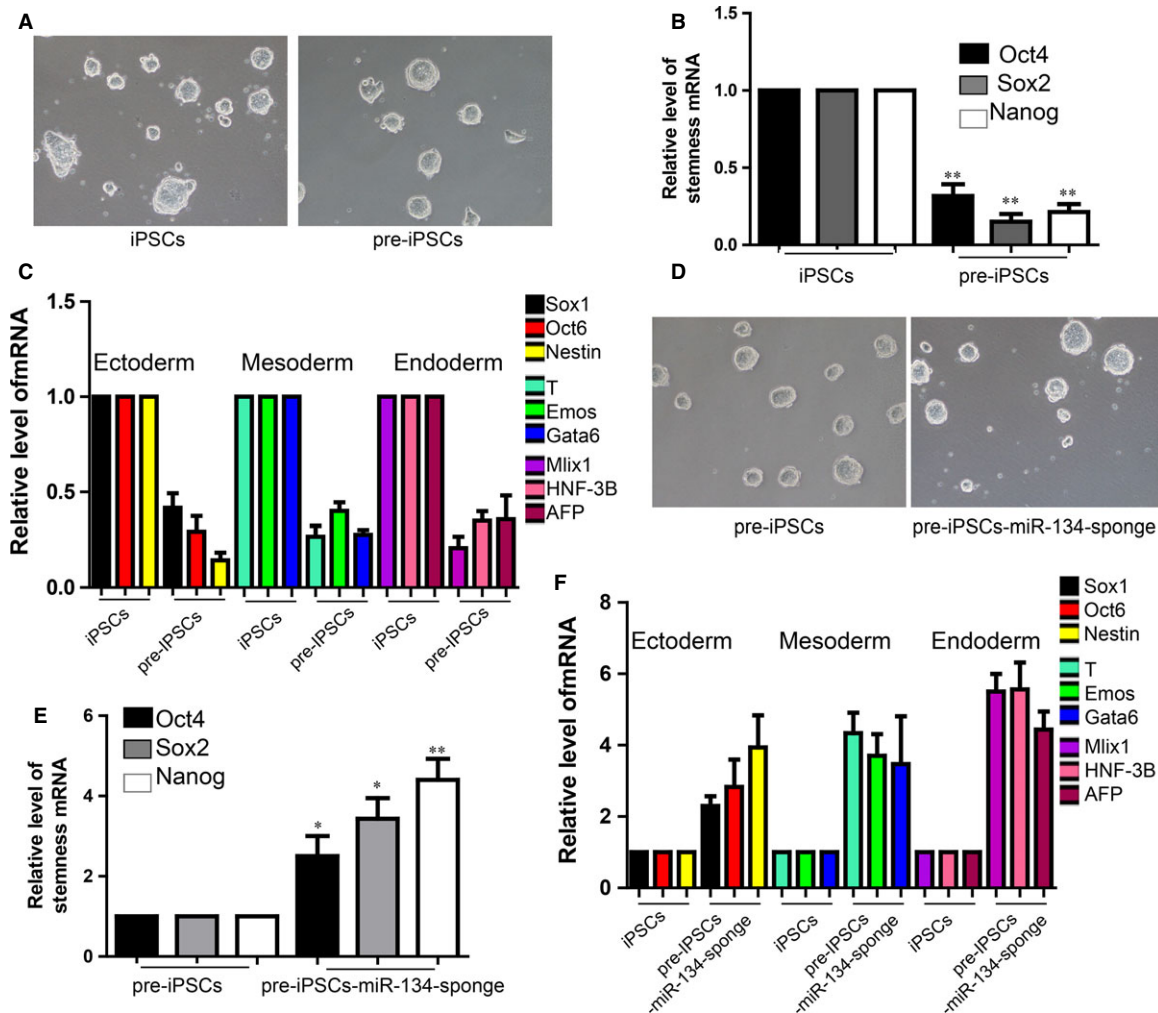 A
iPSCs
pre-iPSCs
B
Relative level of
stemness mRNA
1.5
1.0
0.5
0.0
Oct4
Sox2
Nanog
**
**
**
iPSCs
pre-iPSCs
C
Relative level ofmRNA
1.5
1.0
0.5
0.0
Ectoderm
Mesoderm
Endoderm
Sox1
Oct6
Nestin
T
Emos
Gata6
Mlix1
HNF-3B
AFP
iPSCs
pre-IPSCs
iPSCs
pre-IPSCs
iPSCs
pre-IPSCs
D
pre-iPSCs
pre-iPSCs-miR-134-sponge
E
Relative level of
stemness mRNA
6
4
2
0
Oct4
Sox2
Nanog
*
*
**
pre-iPSCs
pre-iPSCs-miR-134-sponge
F
Relative level ofmRNA
8
6
4
2
0
Ectoderm
Mesoderm
Endoderm
Sox1
Oct6
Nestin
T
Emos
Gata6
Mlix1
HNF-3B
AFP
iPSCs
pre-IPSCs
-miR-134-sponge
iPSCs
pre-IPSCs
-miR-134-sponge
iPSCs
pre-IPSCs
-miR-134-sponge